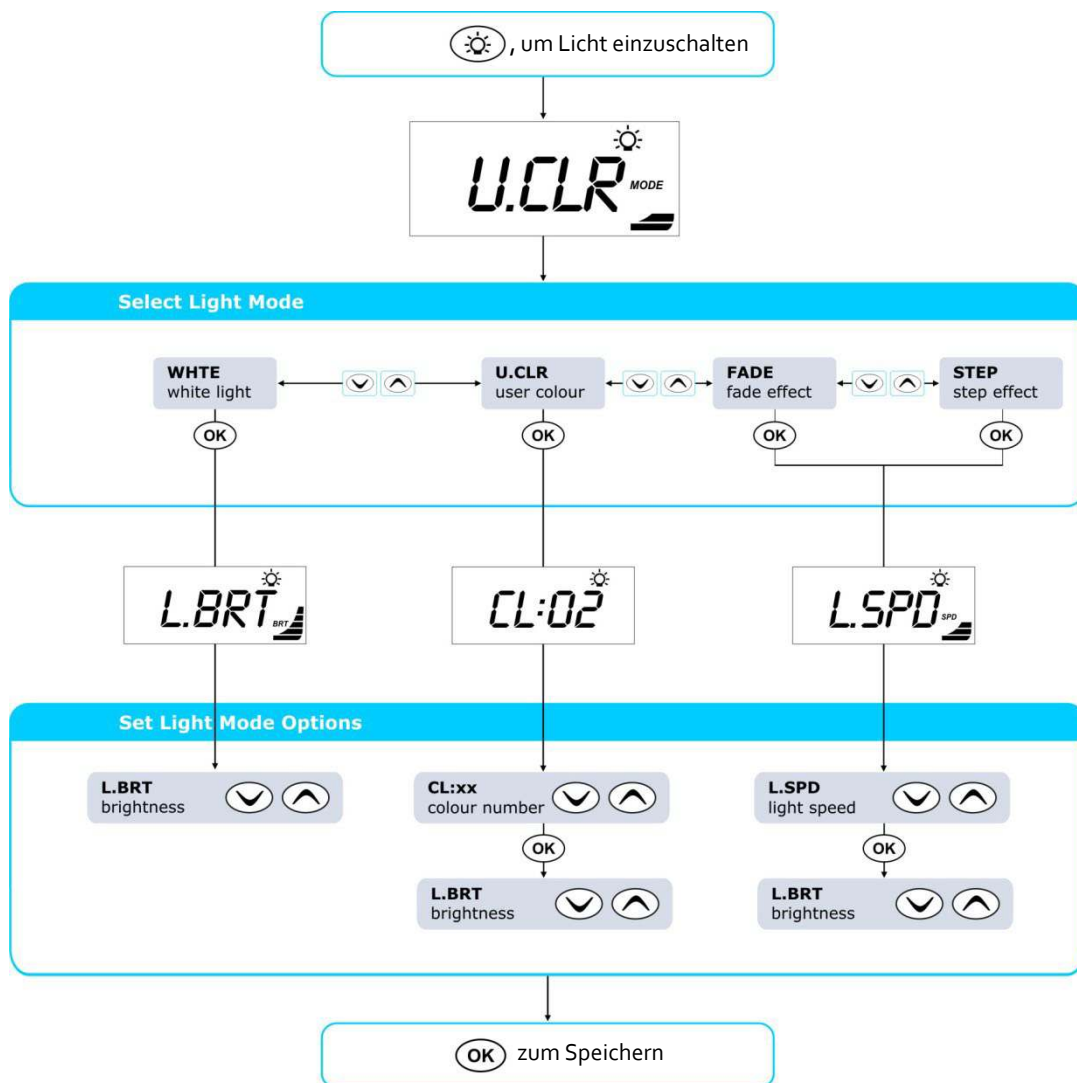 , um Licht einzuschalten
U.CLR
MODE
Select Light Mode
WHTE
white light
U.CLR
user colour
FADE
fade effect
STEP
step effect
OK
OK
OK
OK
L.BRT
BRT
CL:02
L.SPD
SPD
Set Light Mode Options
L.BRT
brightness
CL:xx
colour number
L.SPD
light speed
OK
OK
L.BRT
brightness
L.BRT
brightness
OK zum Speichern